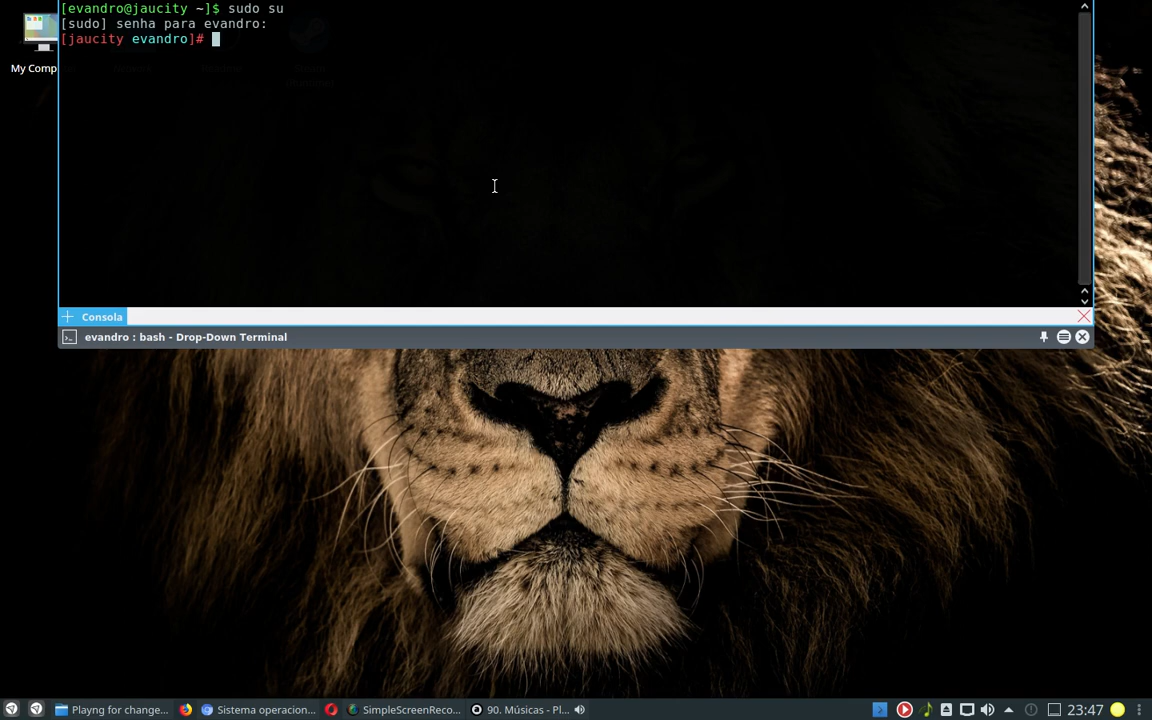 [evandro@jaucity ~]$ sudo su
[sudo] senha para evandro:
[jaucity evandro]#
My Comp
Consola
evandro : bash - Drop-Down Terminal
Playng for change...
Sistema operacion...
SimpleScreenReco...
90. Músicas - Pl...
23:47